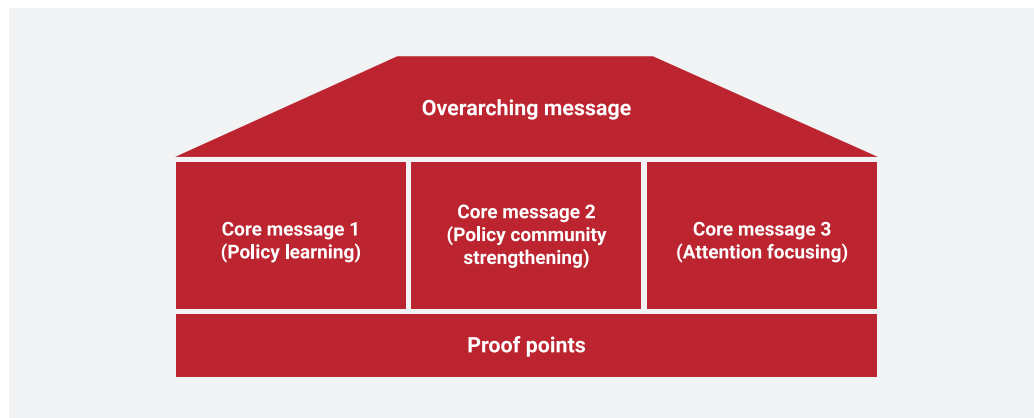 Overarching message
Core message 1
(Policy learning)
Core message 2
(Policy community
strengthening)
Core message 3
(Attention focusing)
Proof points